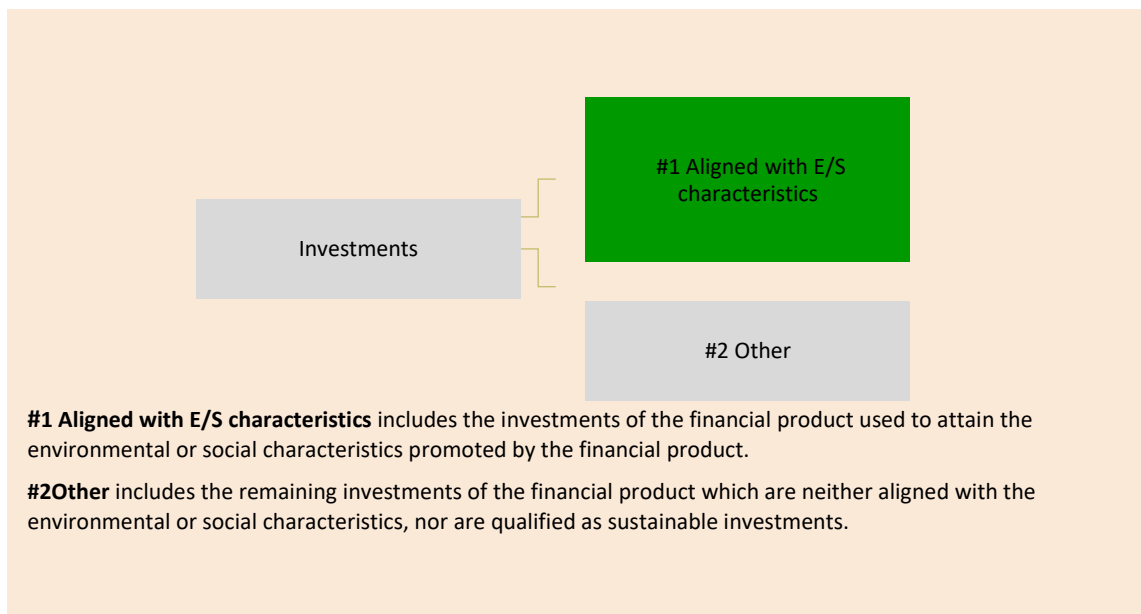 #1 Aligned with E/S
characteristics
Investments
#2 Other
#1 Aligned with E/S characteristics includes the investments of the financial product used to attain the
environmental or social characteristics promoted by the financial product.
#2Other includes the remaining investments of the financial product which are neither aligned with the
environmental or social characteristics, nor are qualified as sustainable investments.